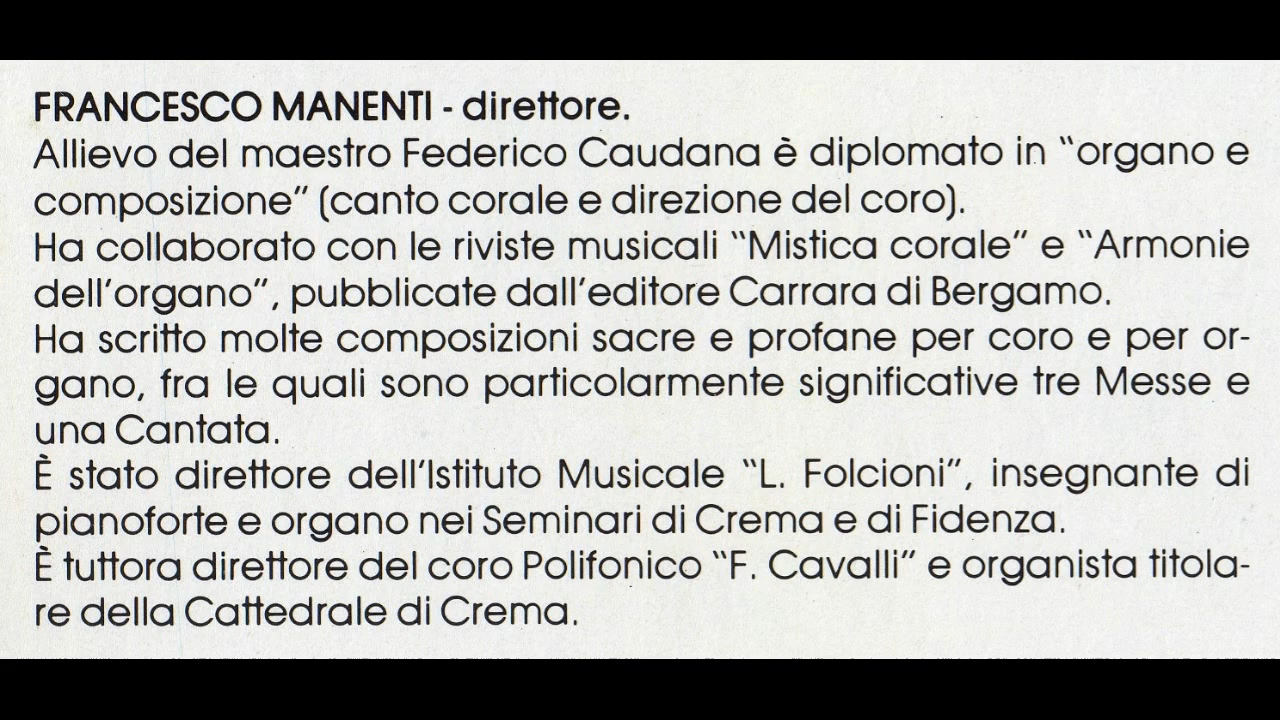 FRANCESCO MANENTI - direttore.
Allievo del maestro Federico Caudana è diplomato in “organo e
composizione” (canto corale e direzione del coro).
Ha collaborato con le riviste musicali “Mistica corale” e “Armonie
dell’organo”, pubblicate dall’editore Carrara di Bergamo.
Ha scritto molte composizioni sacre e profane per coro e per or-
gano, fra le quali sono particolarmente significative tre Messe e
una Cantata.
È stato direttore dell’Istituto Musicale “L. Folcioni”, insegnante di
pianoforte e organo nei Seminari di Crema e di Fidenza.
È tuttora direttore del coro Polifonico “F. Cavalli” e organista titola-
re della Cattedrale di Crema.